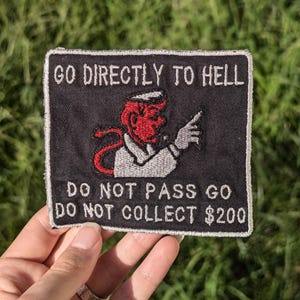 GO DIRECTLY TO HELL
DO NOT PASS GO
DO NOT COLLECT $200